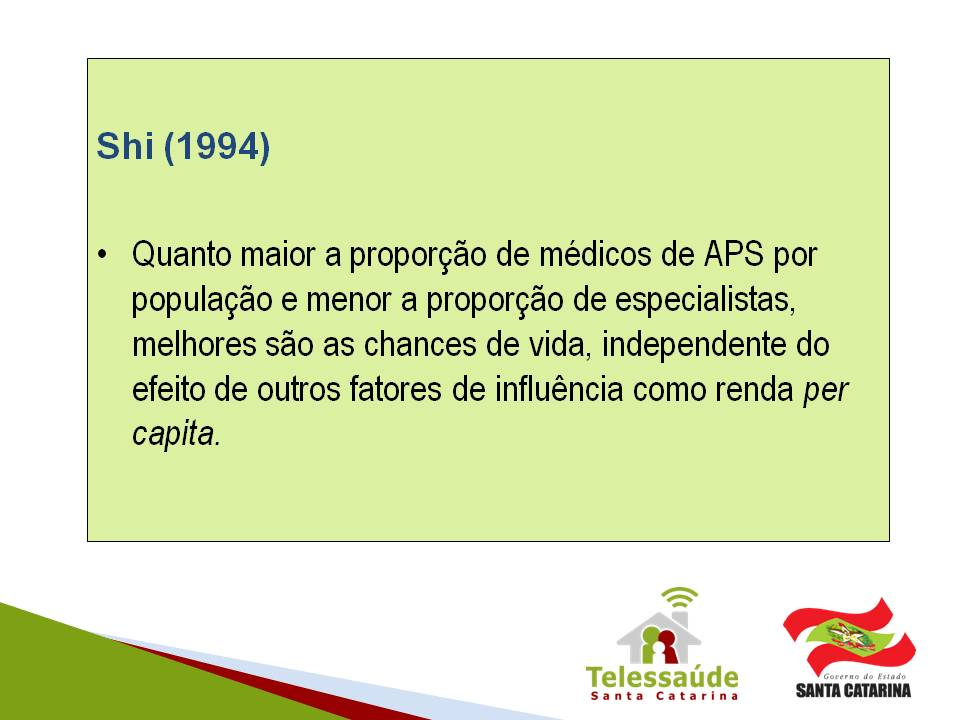 Shi (1994)
• Quanto maior a proporção de médicos de APS por
população e menor a proporção de especialistas,
melhores são as chances de vida, independente do
efeito de outros fatores de influência como renda per
capita.
Telessaúde
Santa Catarina
Governo do Estado
SANTA CATARINA